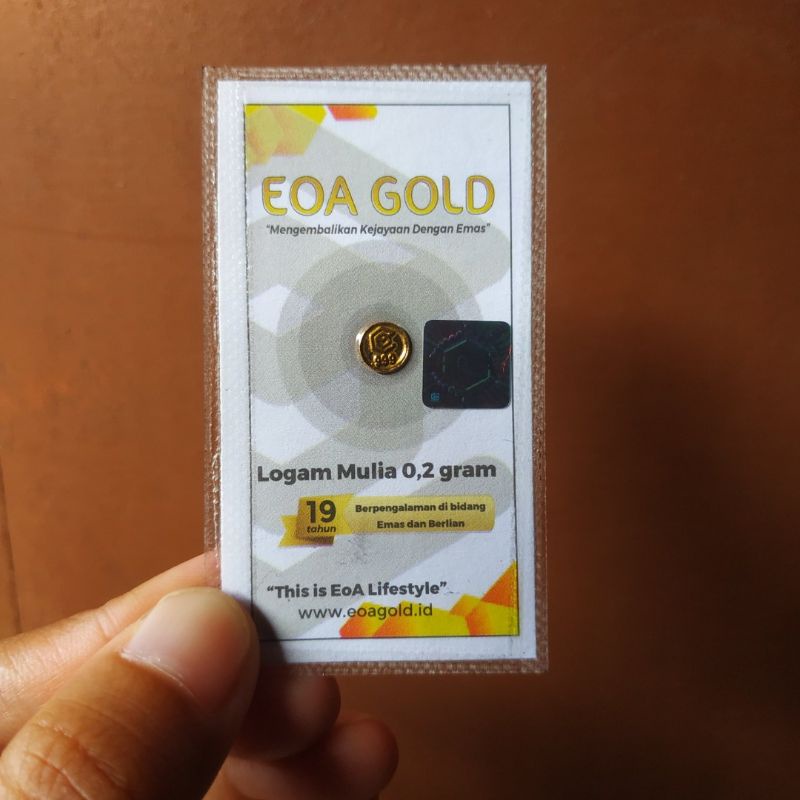 EOA GOLD
"Mengembalikan Kejayaan Dengan Emas"
999
Logam Mulia 0,2 gram
19 tahun
Berpengalaman di bidang
Emas dan Berlian
"This is EoA Lifestyle"
www.eoagold.id